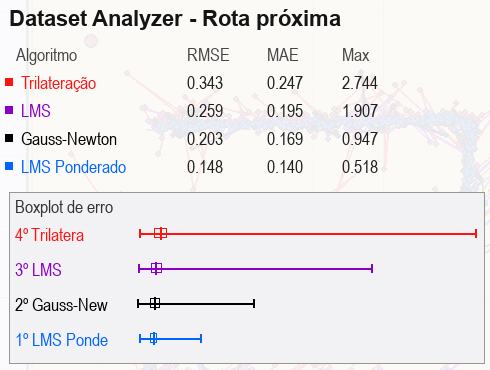 Dataset Analyzer - Rota próxima
Algoritmo RMSE MAE Max
Trilateração 0.343 0.247 2.744
LMS 0.259 0.195 1.907
Gauss-Newton 0.203 0.169 0.947
LMS Ponderado 0.148 0.140 0.518
Boxplot de erro
4º Trilatera
3º LMS
2º Gauss-New
1º LMS Ponde